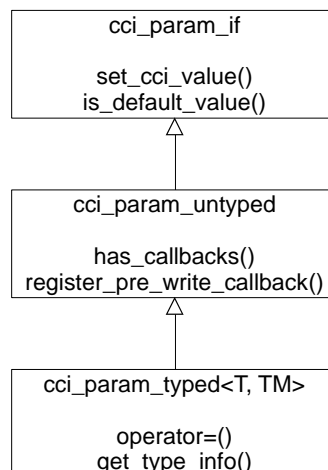 cci_param_if
set_cci_value()
is_default_value()
cci_param_untyped
has_callbacks()
register_pre_write_callback()
cci_param_typed<T, TM>
operator=()
get_type_info()